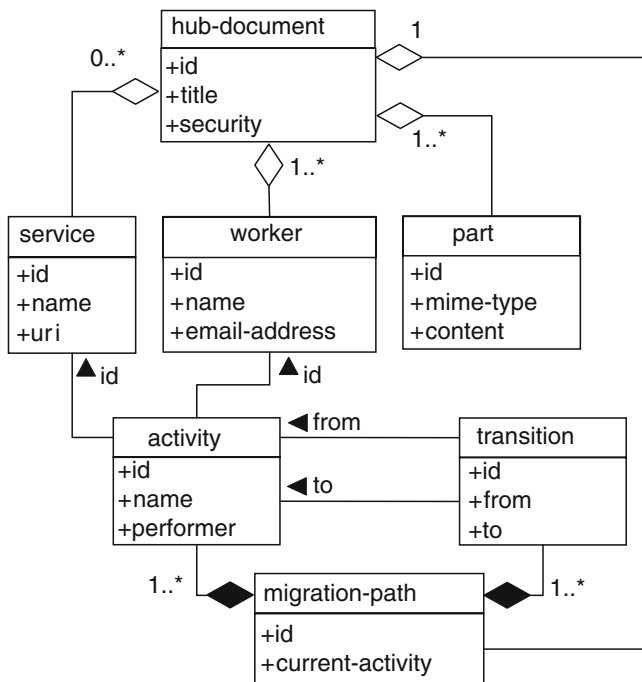 hub-document
+id
+title
+security
1
0..*
1..*
1..*
service
+id
+name
+uri
worker
+id
+name
+email-address
part
+id
+mime-type
+content
id
id
activity
+id
+name
+performer
from
to
transition
+id
+from
+to
1..*
1..*
migration-path
+id
+current-activity